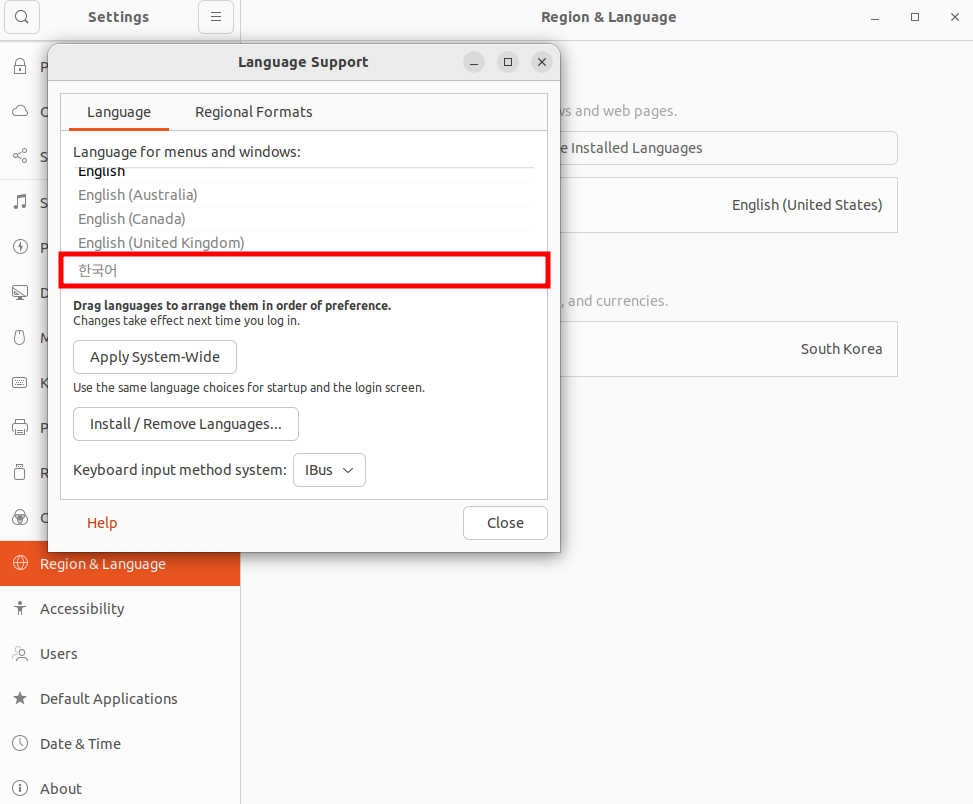 Settings
Region & Language
Language Support
Language
Regional Formats
ws and web pages.
Language for menus and windows:
e Installed Languages
English
English (Australia)
English (United States)
English (Canada)
English (United Kingdom)
한국어
Drag languages to arrange them in order of preference.
, and currencies.
Changes take effect next time you log in.
Apply System-Wide
South Korea
Use the same language choices for startup and the login screen.
Install / Remove Languages...
Keyboard input method system:
IBus
Help
Close
Region & Language
Accessibility
Users
Default Applications
Date & Time
About